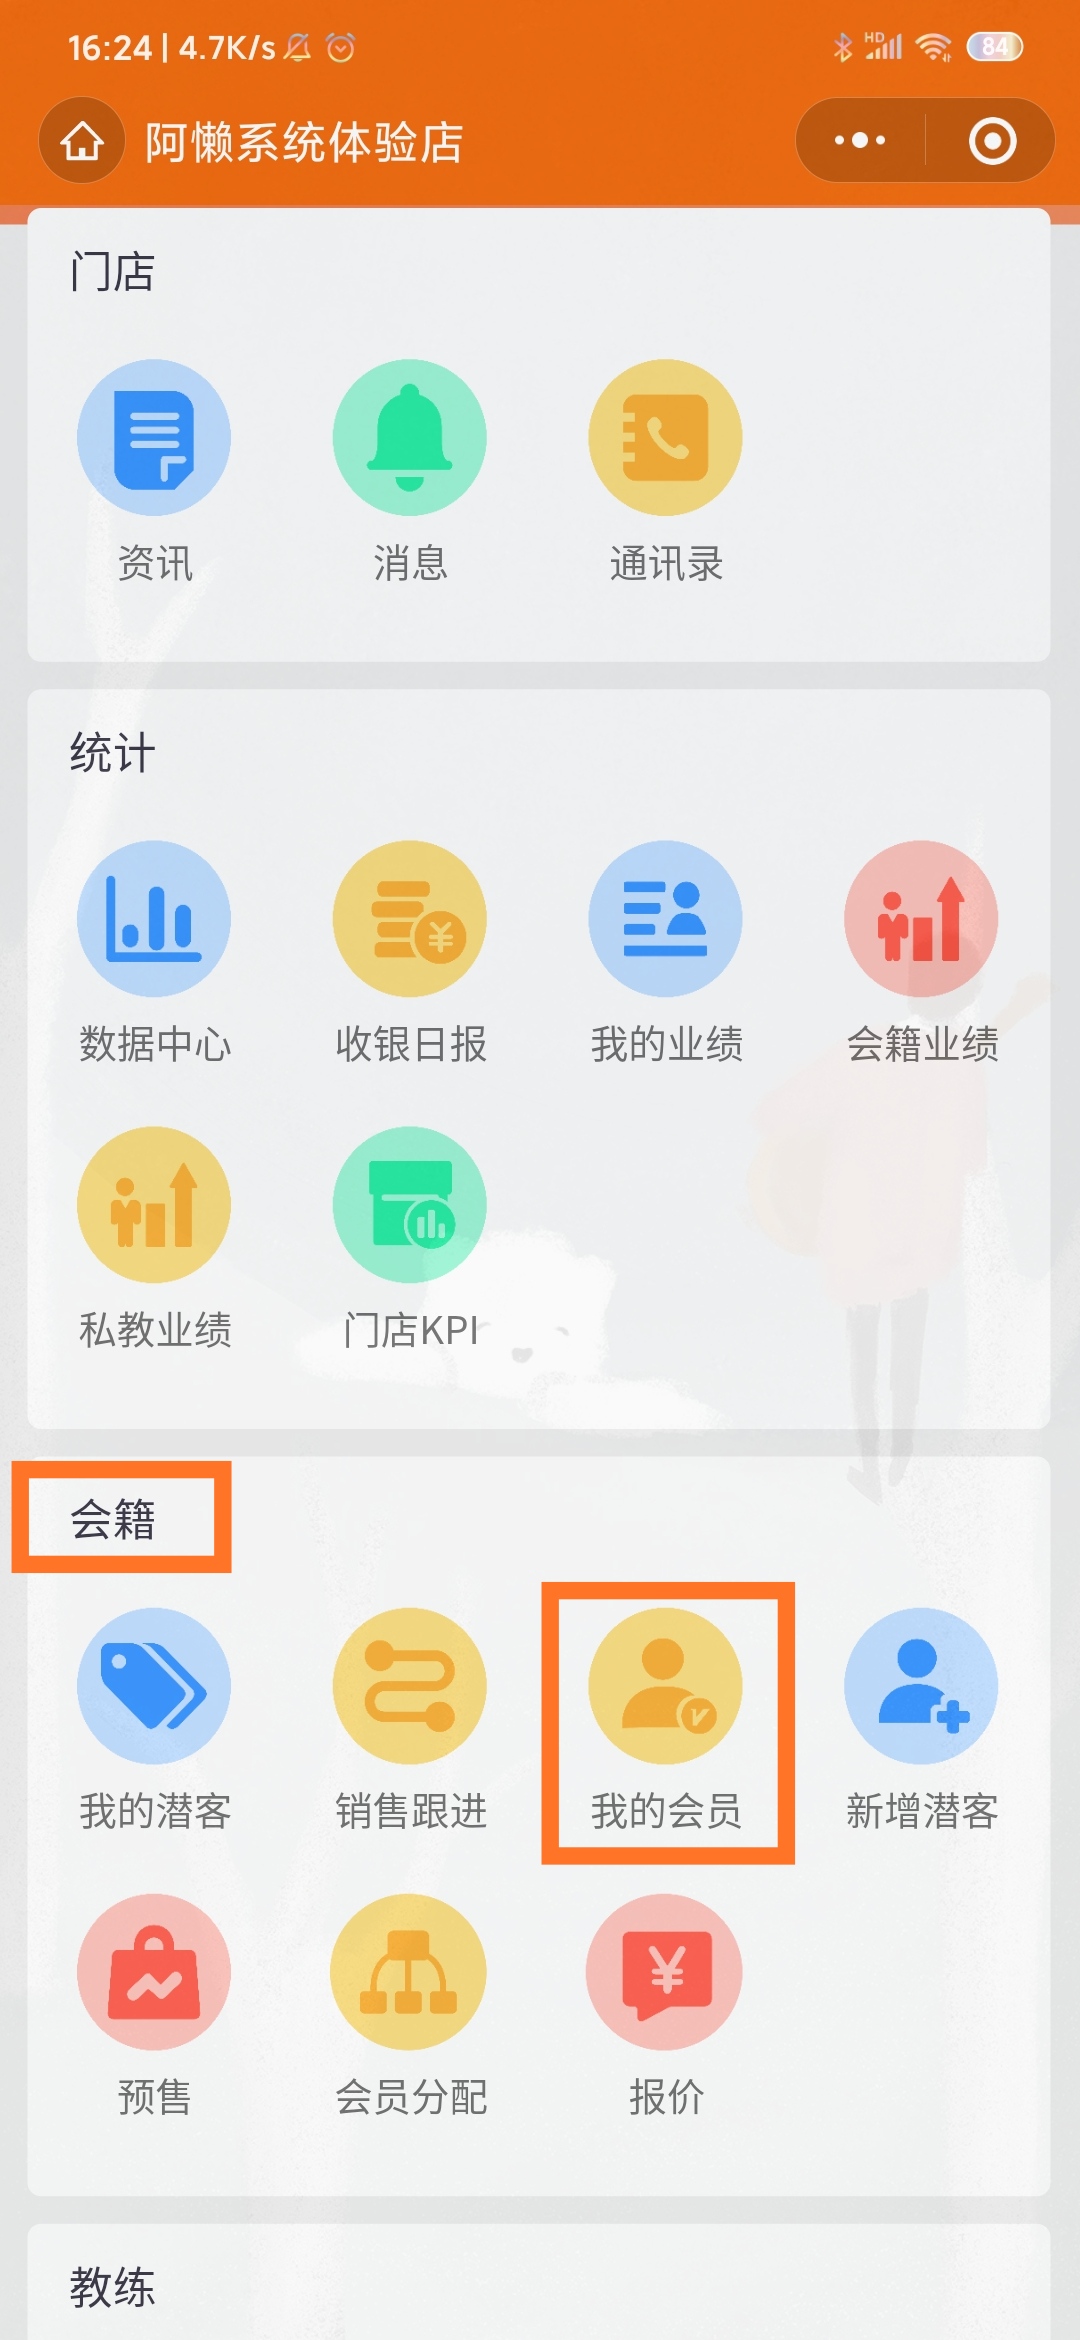 16:24 | 4.7K/s HD 84
阿懒系统体验店
门店
资讯 消息 通讯录
统计
数据中心 收银日报 我的业绩 会籍业绩
私教业绩 门店KPI
会籍
我的潜客 销售跟进 我的会员 新增潜客
预售 会员分配 报价
教练